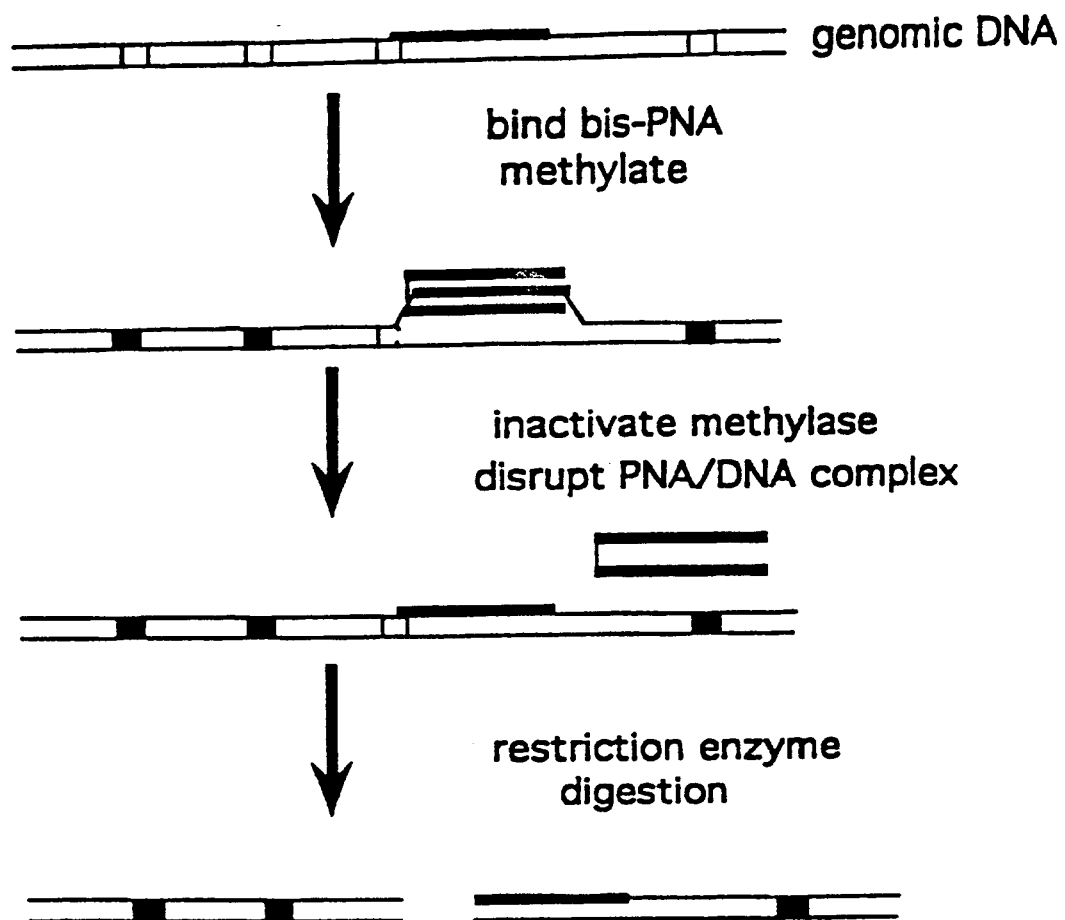 genomic DNA
bind bis-PNA
methylate
inactivate methylase
disrupt PNA/DNA complex
restriction enzyme
digestion